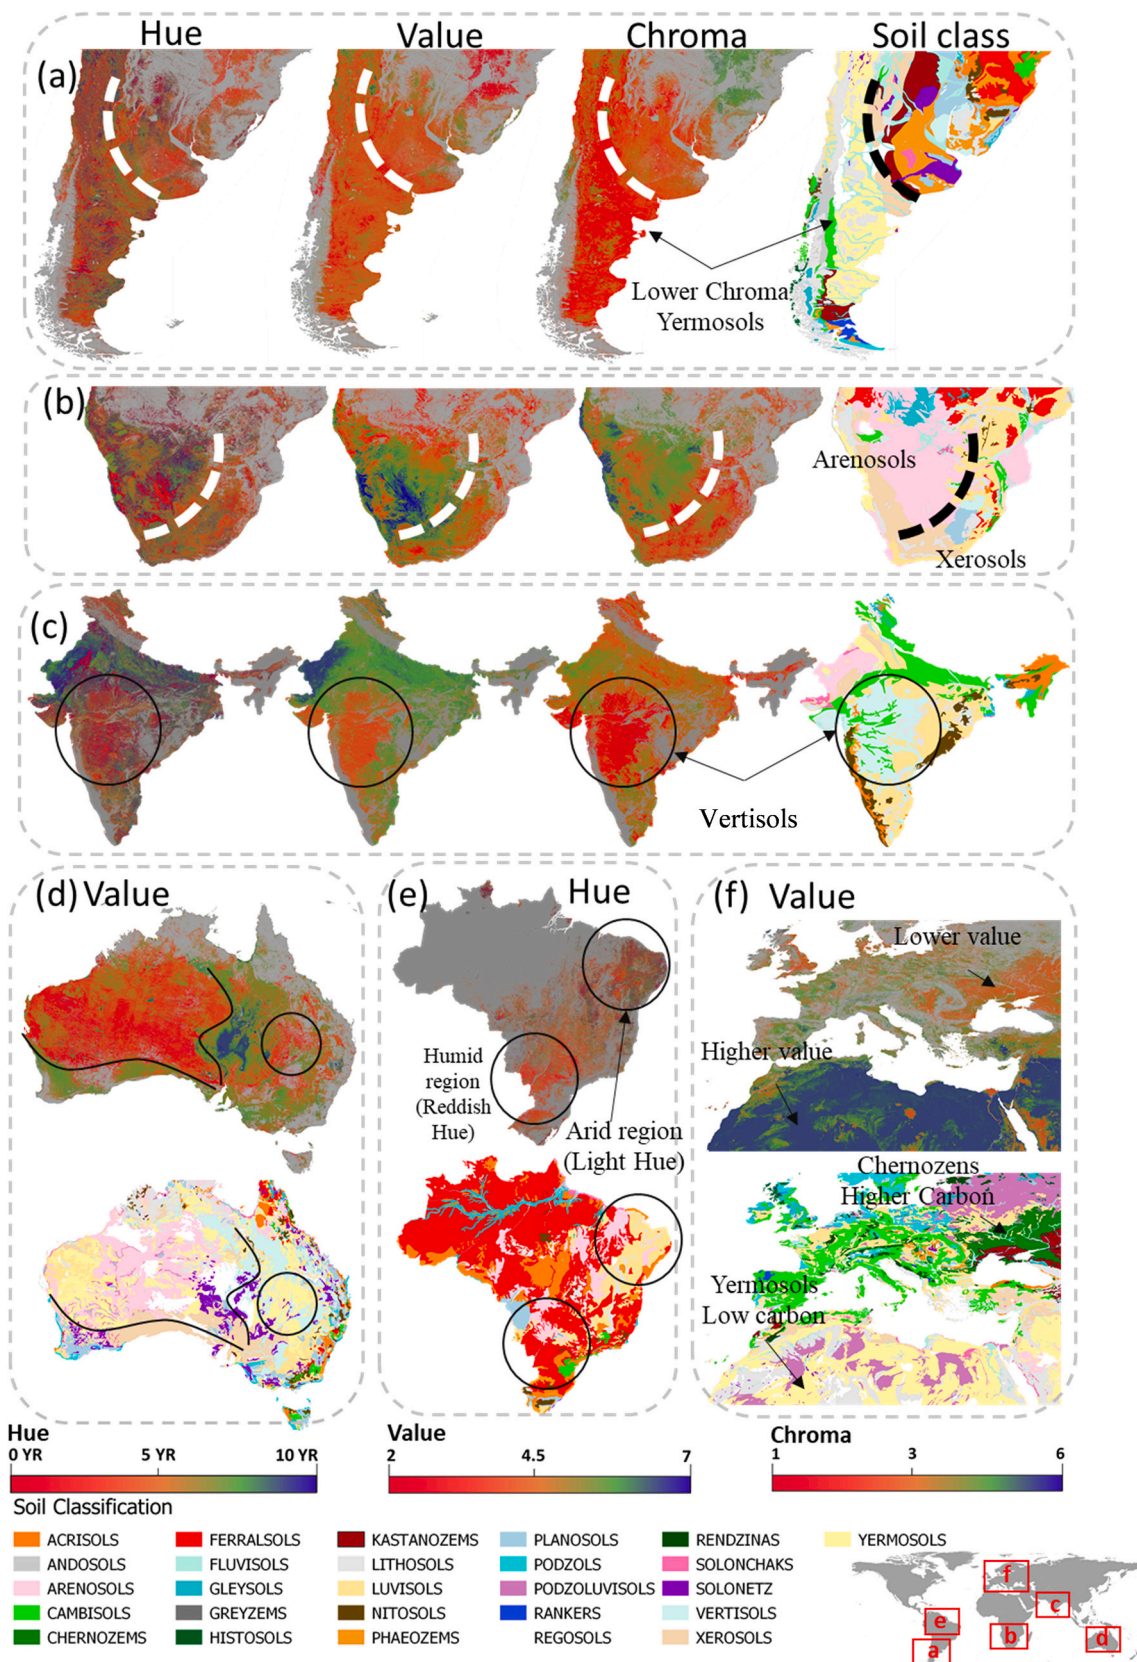 Hue Value Chroma Soil class
(a)
Lower Chroma
Yermosols
(b)
Arenosols
Xerosols
(c)
Vertisols
(d) Value
(e) Hue
Humid
region
(Reddish
Hue)
Arid region
(Light Hue)
(f) Value
Lower value
Higher value
Chernozens
Higher Carbon
Yermosols
Low carbon
Hue
0 YR 5 YR 10 YR
Value
2 4.5 7
Chroma
1 3 6
Soil Classification
ACRISOLS FERRALSOLS KASTANOZEMS PLANOSOLS RENDZINAS YERMOSOLS
ANDOSOLS FLUVISOLS LITHOSOLS PODZOLS SOLONCHAKS
ARENOSOLS GLEYSOLS LUVISOLS PODZOLUVISOLS SOLONETZ
CAMBISOLS GREYZEMS NITOSOLS RANKERS VERTISOLS
CHERNOZEMS HISTOSOLS PHAEOZEMS REGOSOLS XEROSOLS
f
c
e
b
d
a